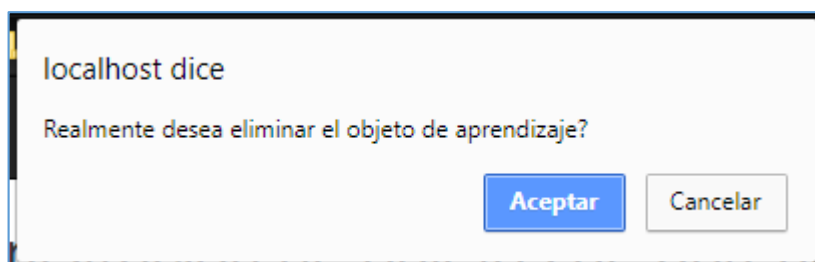 localhost dice
Realmente desea eliminar el objeto de aprendizaje?
Aceptar
Cancelar